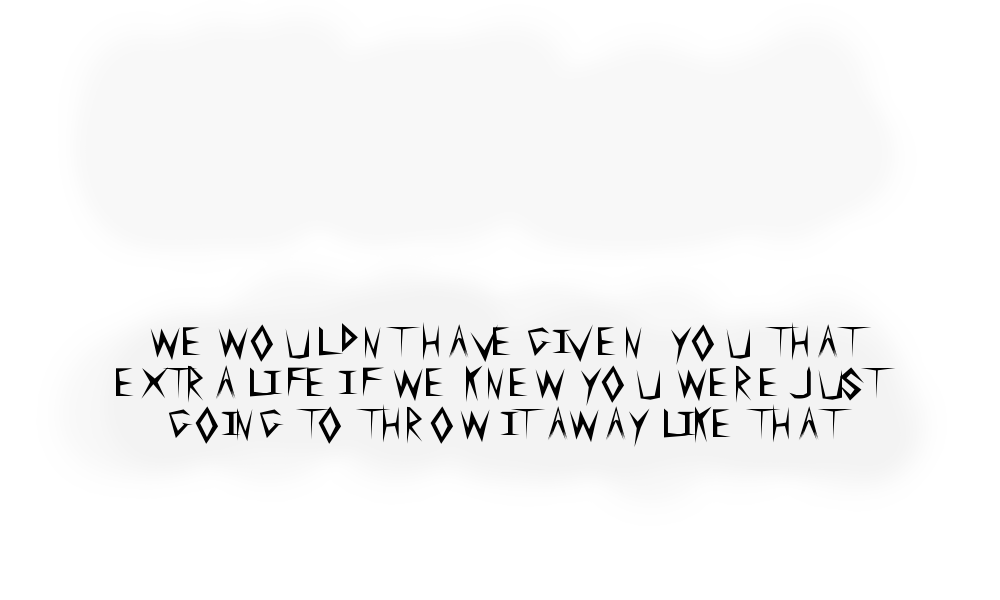 WE WOULDNT HAVE GIVEN YOU THAT
EXTRA LIFE IF WE KNEW YOU WERE JUST
GOING TO THROW IT AWAY LIKE THAT